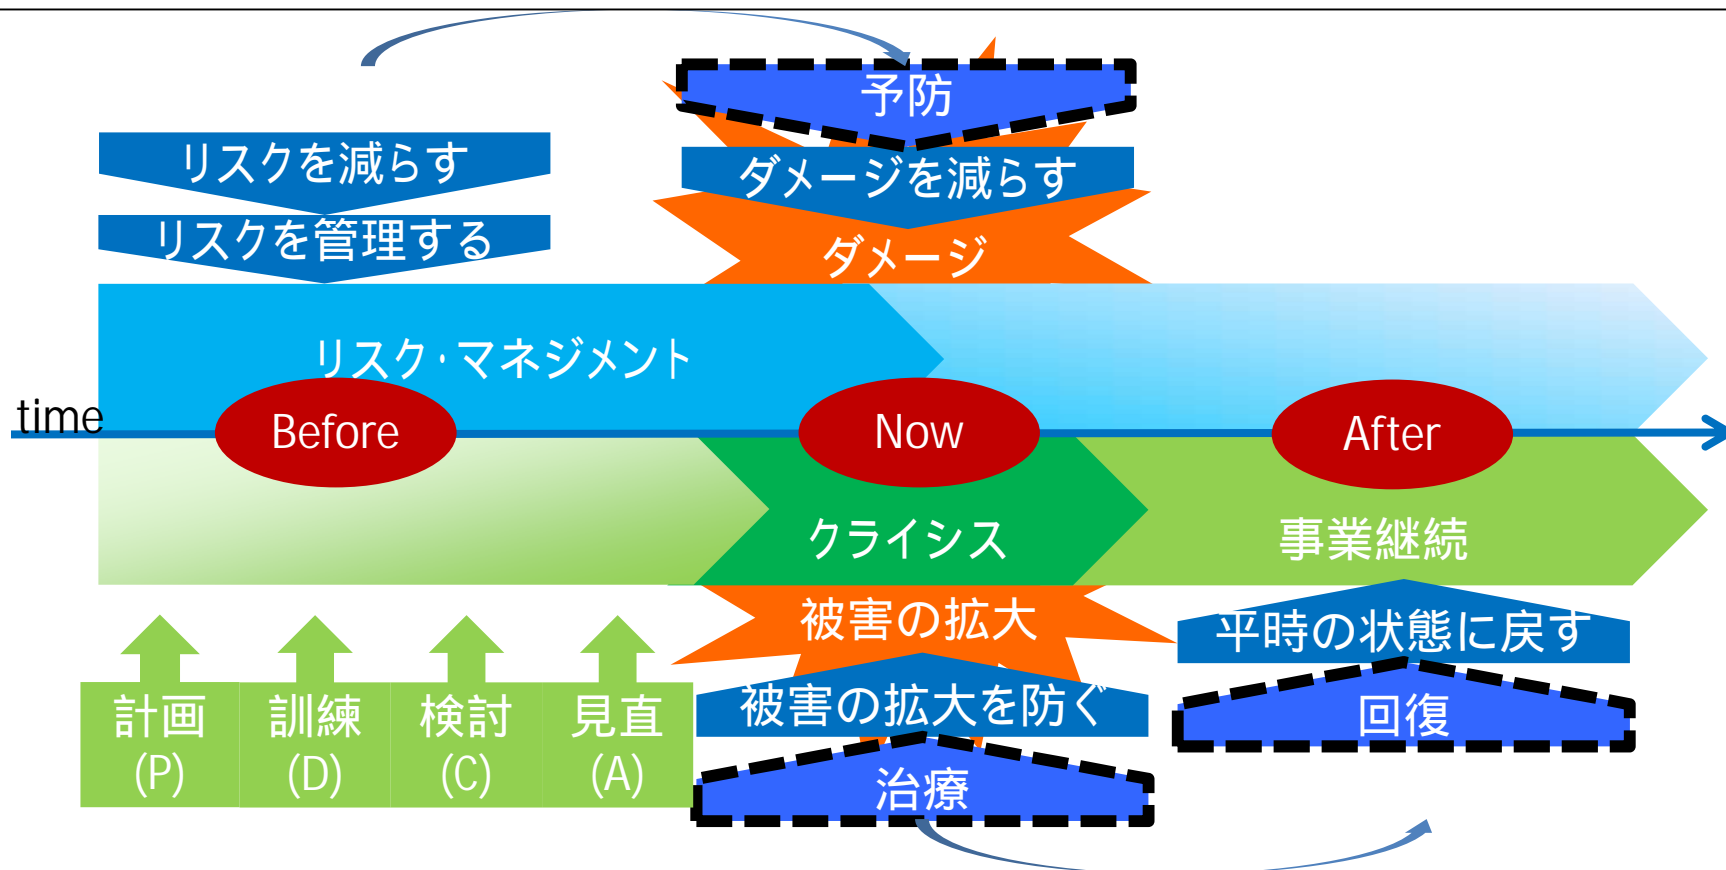 予防
リスクを減らす
ダメージを減らす
リスクを管理する
ダメージ
リスク・マネジメント
time
Before
Now
After
クライシス
事業継続
被害の拡大
平時の状態に戻す
計画
(P)
訓練
(D)
検討
(C)
見直
(A)
被害の拡大を防ぐ
回復
治療